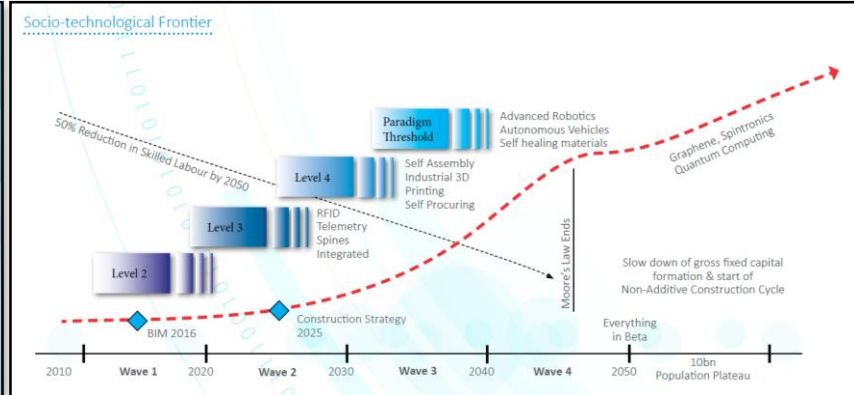 Socio-technological Frontier
50% Reduction in Skilled Labour by 2050
Paradigm
Threshold
Advanced Robotics
Autonomous Vehicles
Self healing materials
Graphene, Spintronics
Quantum Computing
Level 4
Self Assembly
Industrial 3D
Printing
Self Procuring
Level 3
RFID
Telemetry
Spines
Integrated
Level 2
Moore's Law Ends
Slow down of gross fixed capital
formation & start of
Non-Additive Construction Cycle
BIM 2016
Construction Strategy
2025
Everything
in Beta
2010
Wave 1
2020
Wave 2
2030
Wave 3
2040
Wave 4
2050
10bn
Population Plateau